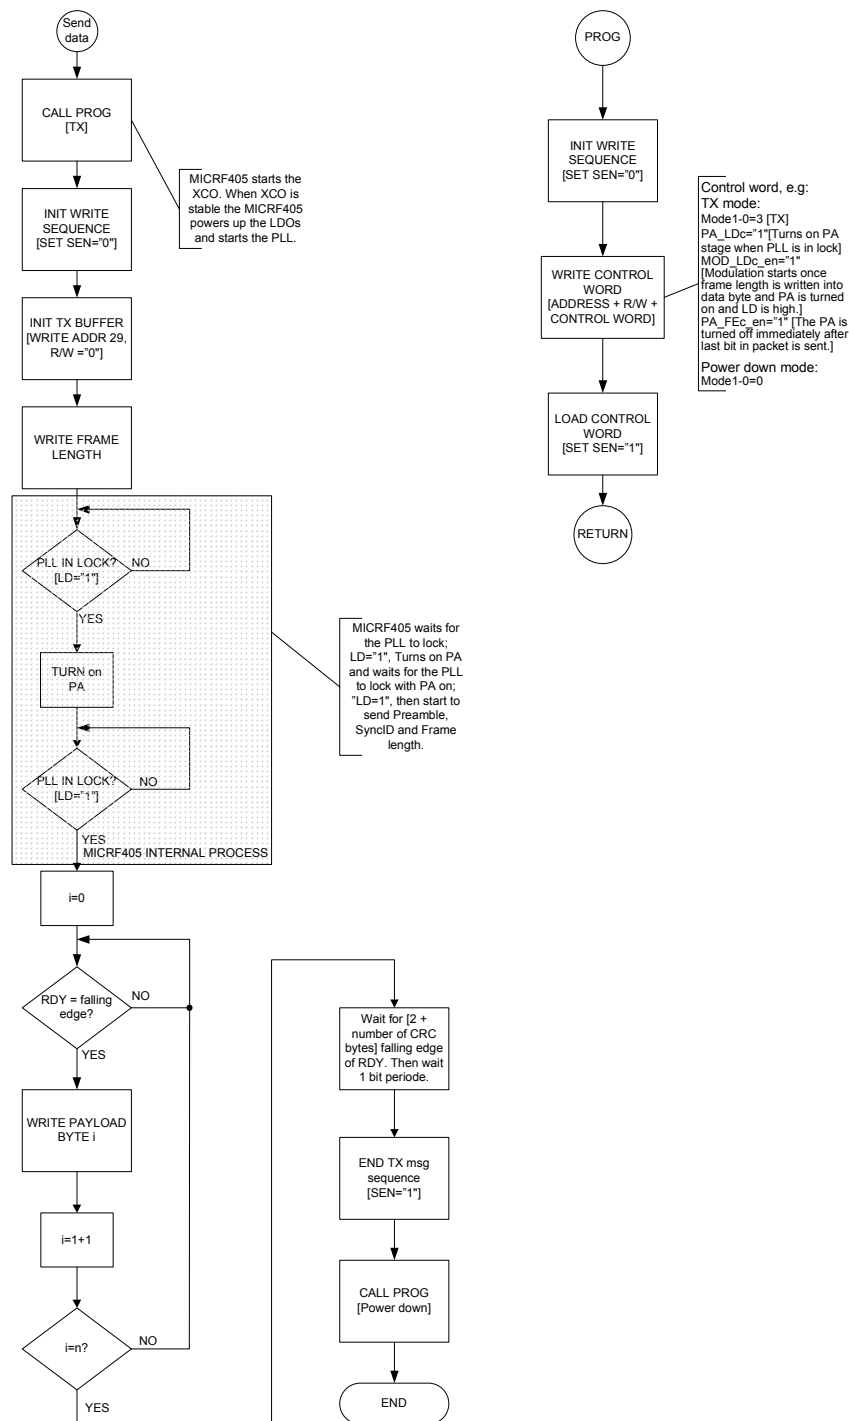 Send
data
CALL PROG
[TX]
MICRF405 starts the
XCO. When XCO is
stable the MICRF405
powers up the LDOs
and starts the PLL.
INIT WRITE
SEQUENCE
[SET SEN="0"]
INIT TX BUFFER
[WRITE ADDR 29,
R/W ="0"]
WRITE FRAME
LENGTH
PLL IN LOCK?
[LD="1"]
NO
YES
TURN on
PA
PLL IN LOCK?
[LD="1"]
NO
YES
MICRF405 INTERNAL PROCESS
MICRF405 waits for
the PLL to lock;
LD="1", Turns on PA
and waits for the PLL
to lock with PA on;
"LD=1", then start to
send Preamble,
SyncID and Frame
length.
i=0
RDY = falling
edge?
NO
YES
WRITE PAYLOAD
BYTE i
i=1+1
i=n?
NO
YES
Wait for [2 +
number of CRC
bytes] falling edge
of RDY. Then wait
1 bit periode.
END TX msg
sequence
[SEN="1"]
CALL PROG
[Power down]
END
PROG
INIT WRITE
SEQUENCE
[SET SEN="0"]
WRITE CONTROL
WORD
[ADDRESS + R/W +
CONTROL WORD]
Control word, e.g:
TX mode:
Mode1-0=3 [TX]
PA_LDc="1"[Turns on PA
stage when PLL is in lock]
MOD_LDc_en="1"
[Modulation starts once
frame length is written into
data byte and PA is turned
on and LD is high.]
PA_FEc_en="1" [The PA is
turned off immediately after
last bit in packet is sent.]
Power down mode:
Mode1-0=0
LOAD CONTROL
WORD
[SET SEN="1"]
RETURN